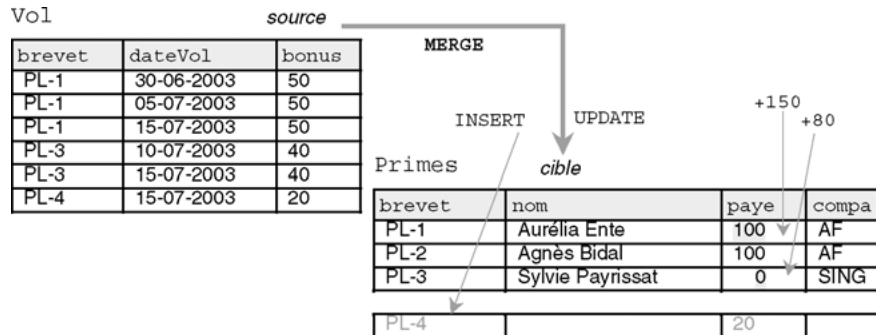 Vol source
brevet dateVol bonus
PL-1 30-06-2003 50
PL-1 05-07-2003 50
PL-1 15-07-2003 50
PL-3 10-07-2003 40
PL-3 15-07-2003 40
PL-4 15-07-2003 20
MERGE
INSERT UPDATE
+150
+80
Primes cible
brevet nom paye compa
PL-1 Aurélia Ente 100 AF
PL-2 Agnès Bidal 100 AF
PL-3 Sylvie Payrissat 0 SING
PL-4 20